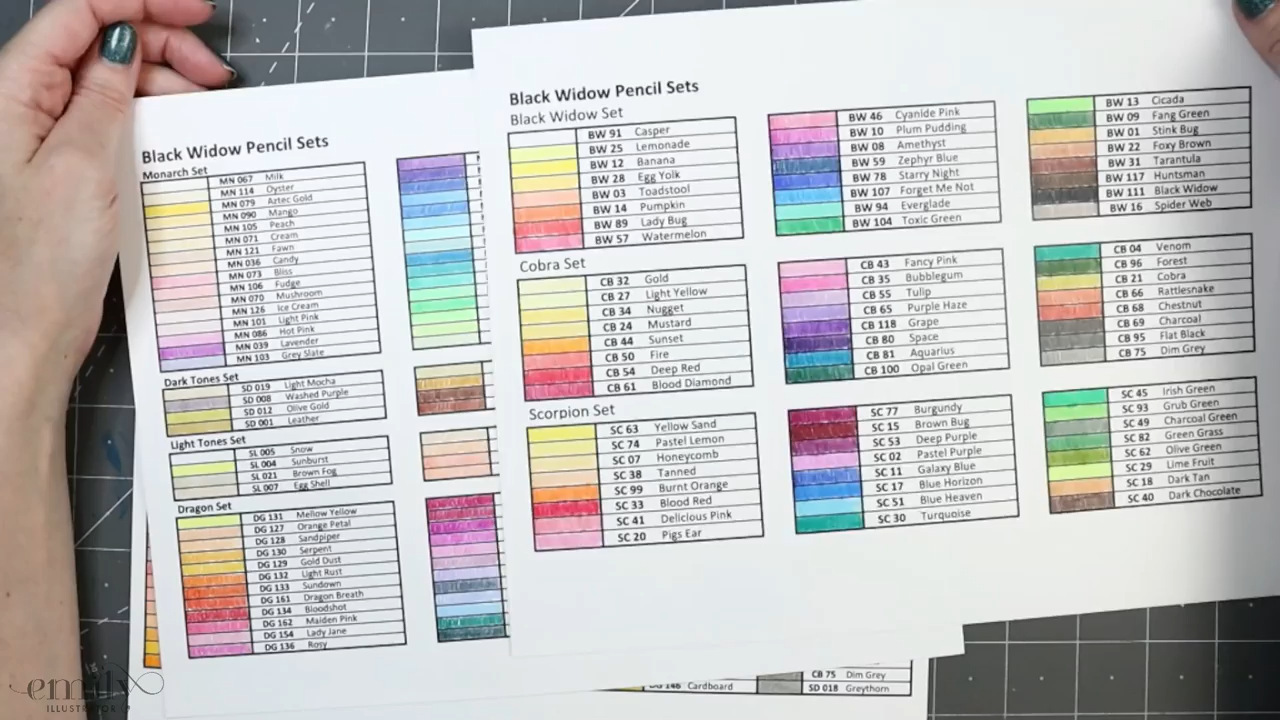 Black Widow Pencil Sets
Monarch Set
MN 067 Milk
MN 114 Oyster
MN 079 Aztec Gold
MN 090 Mango
MN 105 Peach
MN 071 Cream
MN 121 Fawn
MN 036 Candy
MN 073 Bliss
MN 106 Fudge
MN 070 Mushroom
MN 126 Ice Cream
MN 101 Light Pink
MN 086 Hot Pink
MN 039 Lavender
MN 103 Grey Slate
Dark Tones Set
SD 019 Light Mocha
SD 008 Washed Purple
SD 012 Olive Gold
SD 001 Leather
Light Tones Set
SL 005 Snow
SL 004 Sunburst
SL 021 Brown Fog
SL 007 Egg Shell
Dragon Set
DG 131 Mellow Yellow
DG 127 Orange Petal
DG 128 Sandpiper
DG 130 Serpent
DG 129 Gold Dust
DG 132 Light Rust
DG 133 Sundown
DG 161 Dragon Breath
DG 134 Bloodshot
DG 162 Maiden Pink
DG 154 Lady Jane
DG 136 Rosy
Black Widow Pencil Sets
Black Widow Set
BW 91 Casper
BW 25 Lemonade
BW 12 Banana
BW 28 Egg Yolk
BW 03 Toadstool
BW 14 Pumpkin
BW 89 Lady Bug
BW 57 Watermelon
BW 46 Cyanide Pink
BW 10 Plum Pudding
BW 08 Amethyst
BW 59 Zephyr Blue
BW 78 Starry Night
BW 107 Forget Me Not
BW 94 Everglade
BW 104 Toxic Green
BW 13 Cicada
BW 09 Fang Green
BW 01 Stink Bug
BW 22 Foxy Brown
BW 31 Tarantula
BW 117 Huntsman
BW 111 Black Widow
BW 16 Spider Web
Cobra Set
CB 32 Gold
CB 27 Light Yellow
CB 34 Nugget
CB 24 Mustard
CB 44 Sunset
CB 50 Fire
CB 54 Deep Red
CB 61 Blood Diamond
CB 43 Fancy Pink
CB 35 Bubblegum
CB 55 Tulip
CB 65 Purple Haze
CB 118 Grape
CB 80 Space
CB 81 Aquarius
CB 100 Opal Green
CB 04 Venom
CB 96 Forest
CB 21 Cobra
CB 66 Rattlesnake
CB 68 Chestnut
CB 69 Charcoal
CB 95 Flat Black
CB 75 Dim Grey
Scorpion Set
SC 63 Yellow Sand
SC 74 Pastel Lemon
SC 07 Honeycomb
SC 38 Tanned
SC 99 Burnt Orange
SC 33 Blood Red
SC 41 Delicious Pink
SC 20 Pigs Ear
SC 77 Burgundy
SC 15 Brown Bug
SC 53 Deep Purple
SC 02 Pastel Purple
SC 11 Galaxy Blue
SC 17 Blue Horizon
SC 51 Blue Heaven
SC 30 Turquoise
SC 45 Irish Green
SC 93 Grub Green
SC 49 Charcoal Green
SC 82 Green Grass
SC 62 Olive Green
SC 29 Lime Fruit
SC 18 Dark Tan
SC 40 Dark Chocolate
Cardboard
CB 75 Dim Grey
SD 018 Greythorn
emily
ILLUSTRATOR